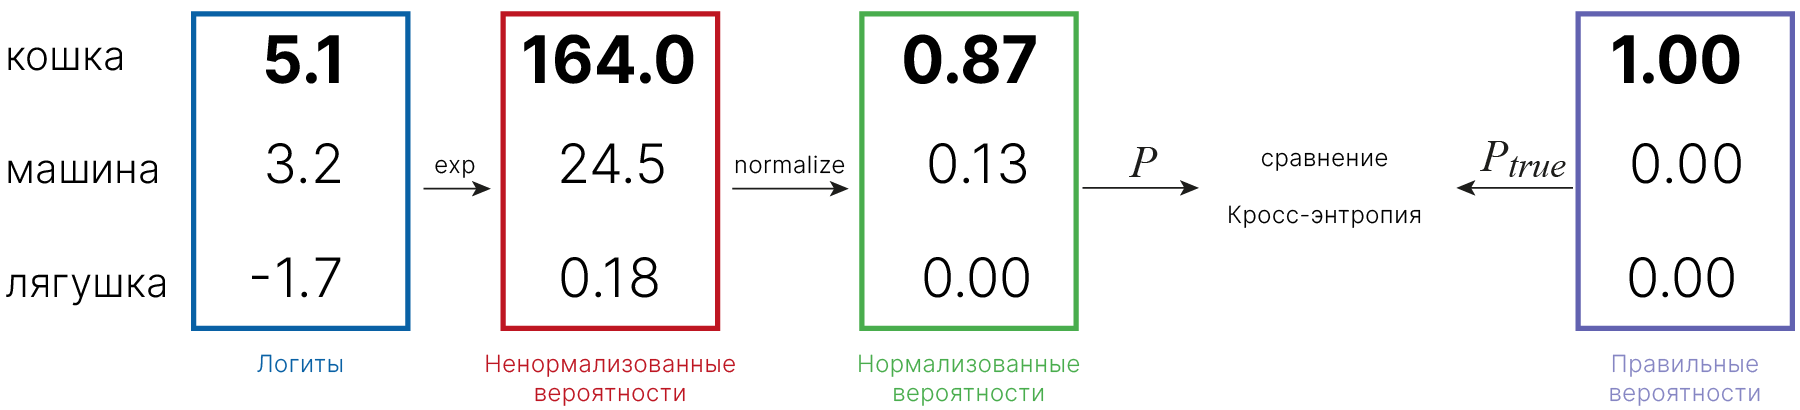 кошка 5.1 164.0 0.87 1.00
машина 3.2 exp 24.5 normalize 0.13 P сравнение P_true 0.00
Кросс-энтропия
лягушка -1.7 0.18 0.00 0.00
Логиты Ненормализованные Нормализованные Правильные
вероятности вероятности вероятности